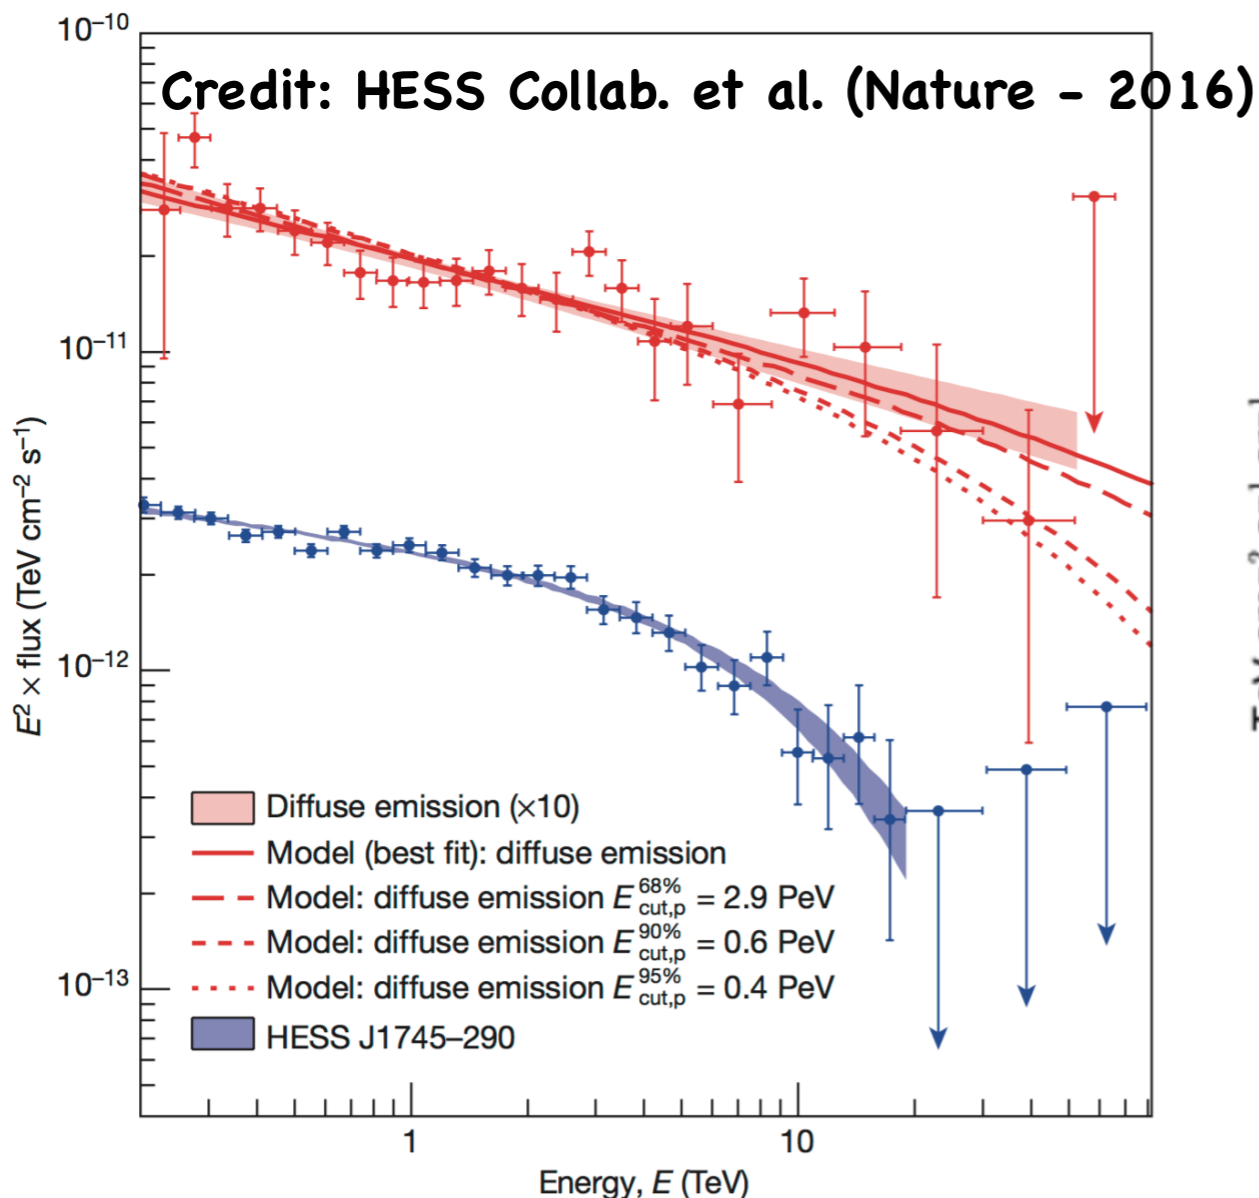 10⁻¹⁰
Credit: HESS Collab. et al. (Nature - 2016)
10⁻¹¹
E² × flux (TeV cm⁻² s⁻¹)
10⁻¹²
Diffuse emission (×10)
Model (best fit): diffuse emission
Model: diffuse emission E^68%_cut,p = 2.9 PeV
Model: diffuse emission E^90%_cut,p = 0.6 PeV
Model: diffuse emission E^95%_cut,p = 0.4 PeV
10⁻¹³
HESS J1745–290
1 10
Energy, E (TeV)